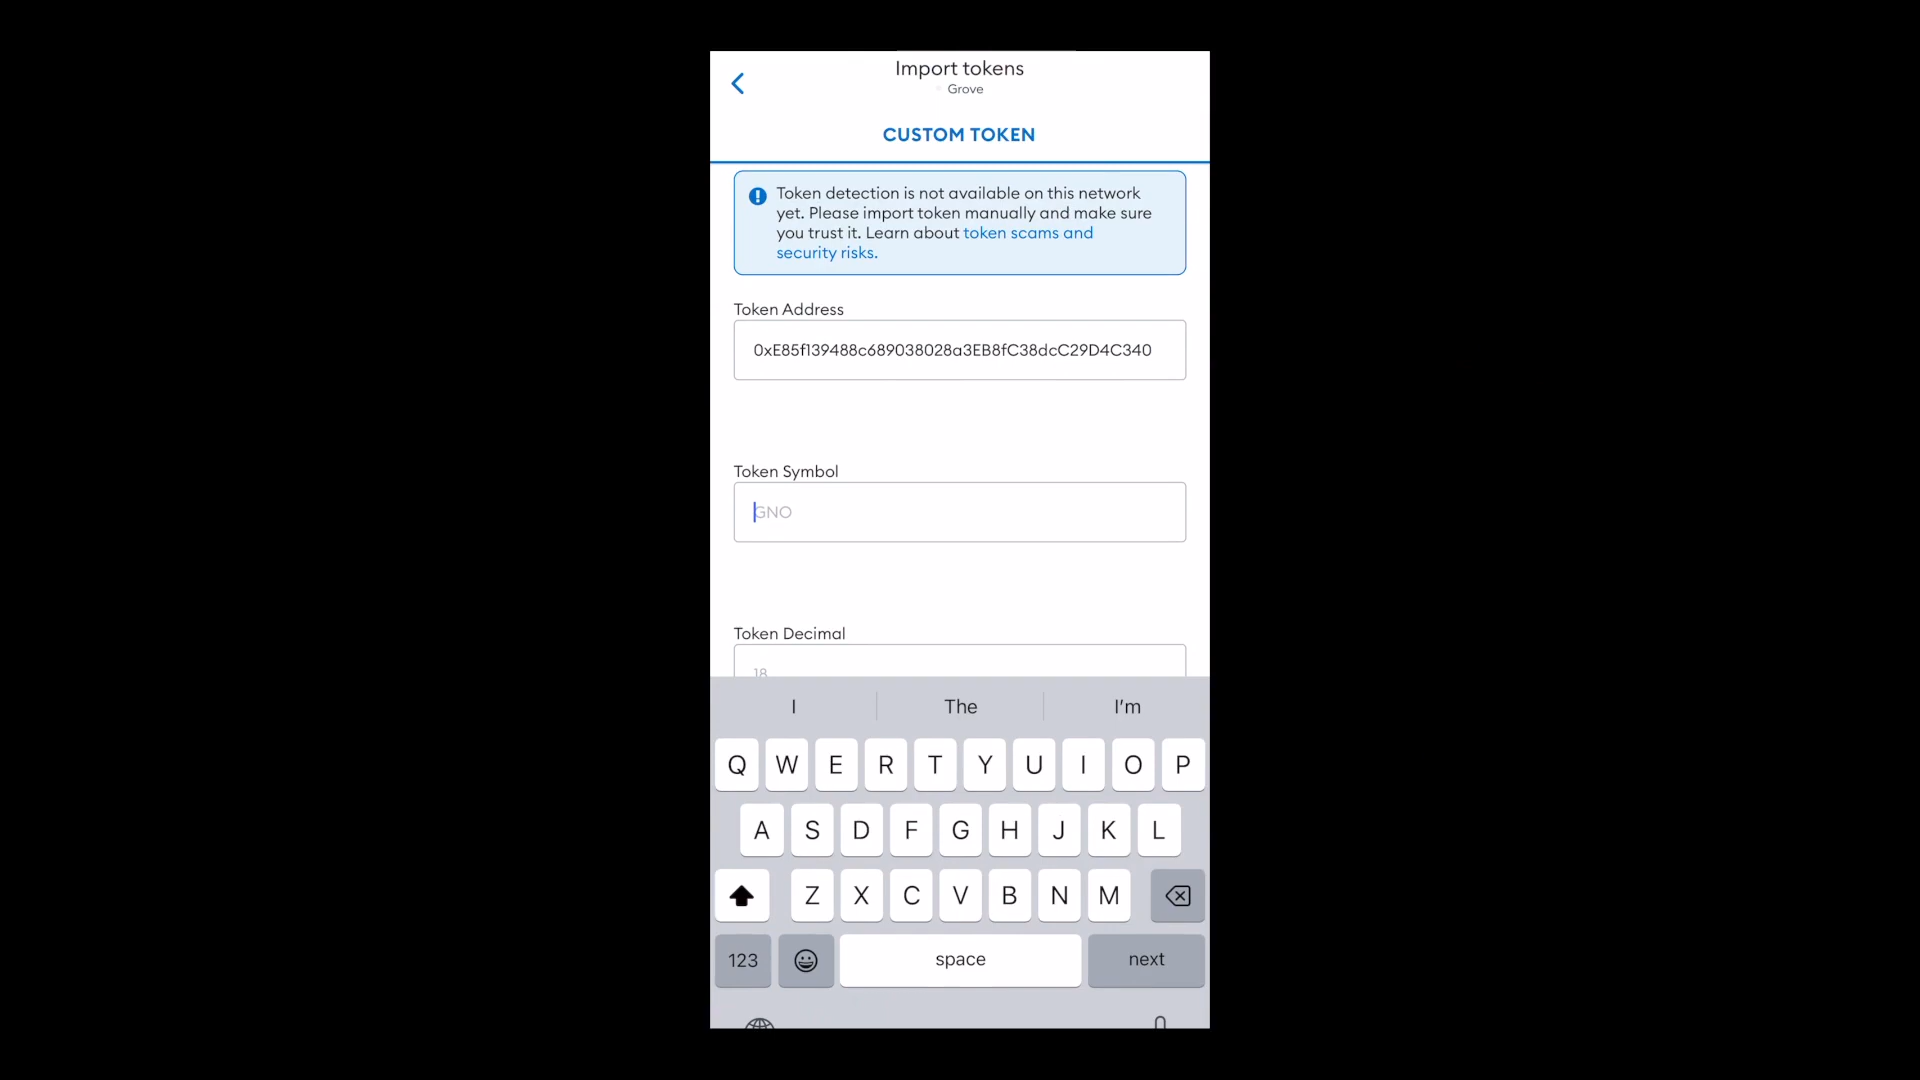 Import tokens
Grove
CUSTOM TOKEN
Token detection is not available on this network
yet. Please import token manually and make sure
you trust it. Learn about token scams and
security risks.
Token Address
0xE85f139488c689038028a3EB8fC38dcC29D4C340
Token Symbol
GNO
Token Decimal
18
I The I'm
Q W E R T Y U I O P
A S D F G H J K L
Z X C V B N M
123 space next